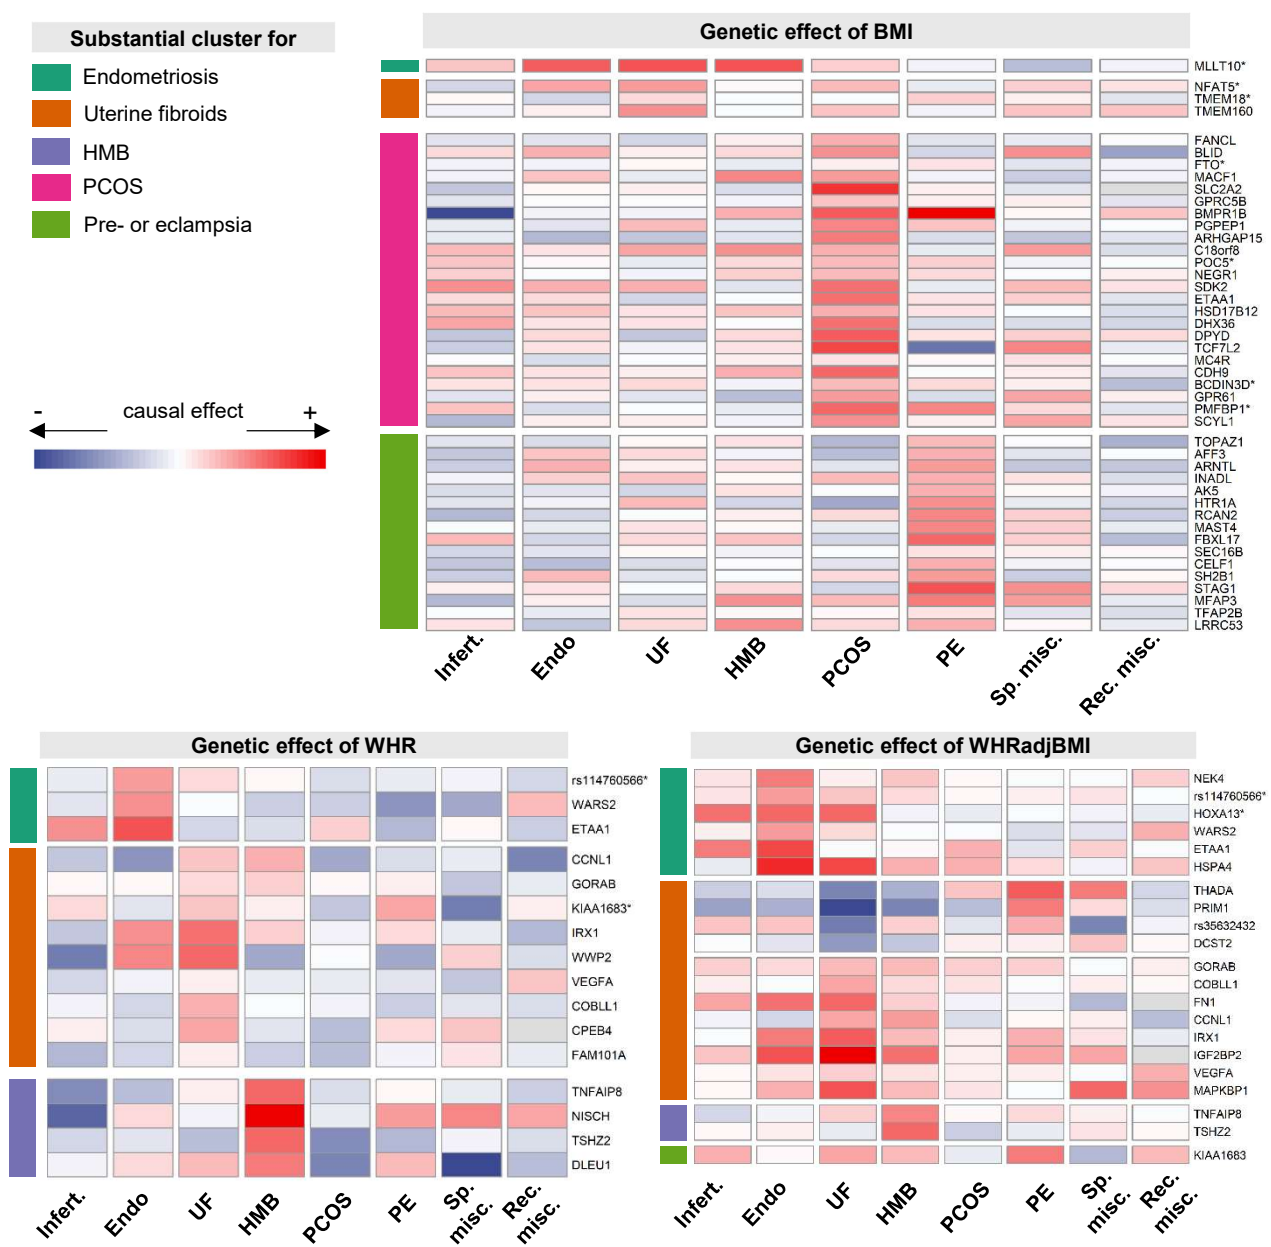 Substantial cluster for
Endometriosis
Uterine fibroids
HMB
PCOS
Pre- or eclampsia
- causal effect +
Genetic effect of BMI
MLLT10*
NFAT5*
TMEM18*
TMEM160
FANCL
BLID
FTO*
MACF1
SLC2A2
GPRC5B
BMPR1B
PGPEP1
ARHGAP15
C18orf8
POC5*
NEGR1
SDK2
ETAA1
HSD17B12
DHX36
DPYD
TCF7L2
MC4R
CDH9
BCDIN3D*
GPR61
PMFBP1*
SCYL1
TOPAZ1
AFF3
ARNTL
INADL
AK5
HTR1A
RCAN2
MAST4
FBXL17
SEC16B
CELF1
SH2B1
STAG1
MFAP3
TFAP2B
LRRC53
Infert. Endo UF HMB PCOS PE Sp. misc. Rec. misc.
Genetic effect of WHR
rs114760566*
WARS2
ETAA1
CCNL1
GORAB
KIAA1683*
IRX1
WWP2
VEGFA
COBLL1
CPEB4
FAM101A
TNFAIP8
NISCH
TSHZ2
DLEU1
Infert. Endo UF HMB PCOS PE Sp. misc. Rec. misc.
Genetic effect of WHRadjBMI
NEK4
rs114760566*
HOXA13*
WARS2
ETAA1
HSPA4
THADA
PRIM1
rs35632432
DCST2
GORAB
COBLL1
FN1
CCNL1
IRX1
IGF2BP2
VEGFA
MAPKBP1
TNFAIP8
TSHZ2
KIAA1683
Infert. Endo UF HMB PCOS PE Sp. misc. Rec. misc.